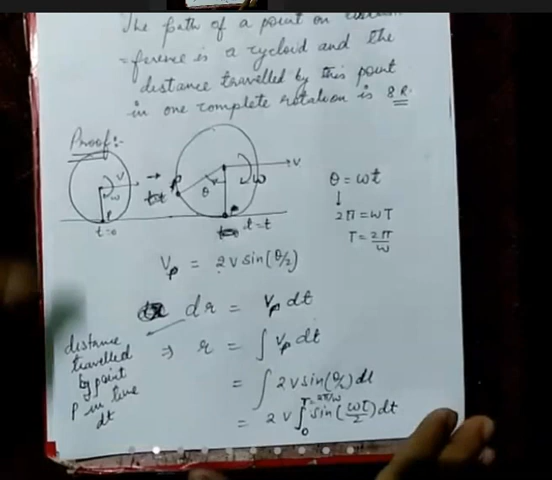 The path of a point on
ference is a cycloid and the
distance travelled by this point
in one complete rotation is 8R.
Proof:-
V
ω
P
t=0
P
θ
ω
V
t=t
θ = ωt
↓
2π = ωT
T = 2π/ω
Vp = 2v sin(θ/2)
dr = Vp dt
distance
travelled
by point
P in time
dt
⇒ r = ∫ Vp dt
= ∫ 2v sin(θ/2) dt
= 2v ∫₀^{T=2π/ω} sin(ωt/2) dt